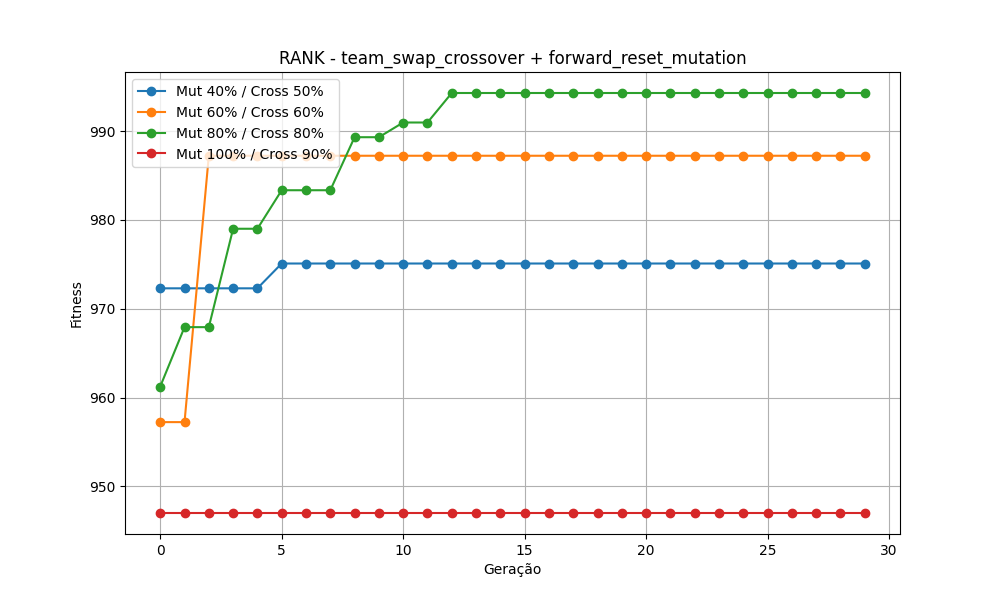 RANK - team_swap_crossover + forward_reset_mutation
Mut 40% / Cross 50%
Mut 60% / Cross 60%
Mut 80% / Cross 80%
Mut 100% / Cross 90%
990
980
970
960
950
Fitness
0 5 10 15 20 25 30
Geração